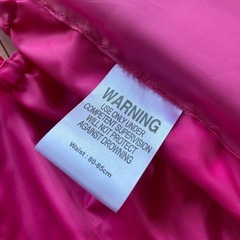 WARNING
USE ONLY UNDER
COMPETENT SUPERVISION
WILL NOT PROTECT
AGAINST DROWNING
Waist : 80-85cm